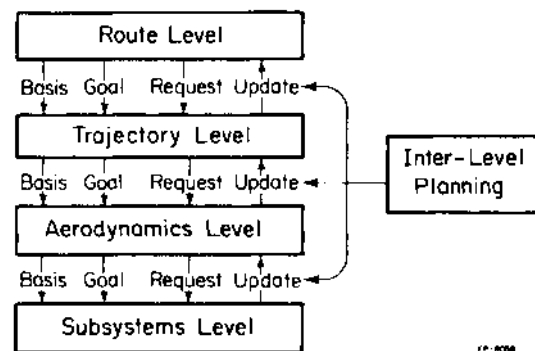 Route Level
Basis Goal Request Update
Trajectory Level
Inter-Level
Planning
Basis Goal Request Update
Aerodynamics Level
Basis Goal Request Update
Subsystems Level